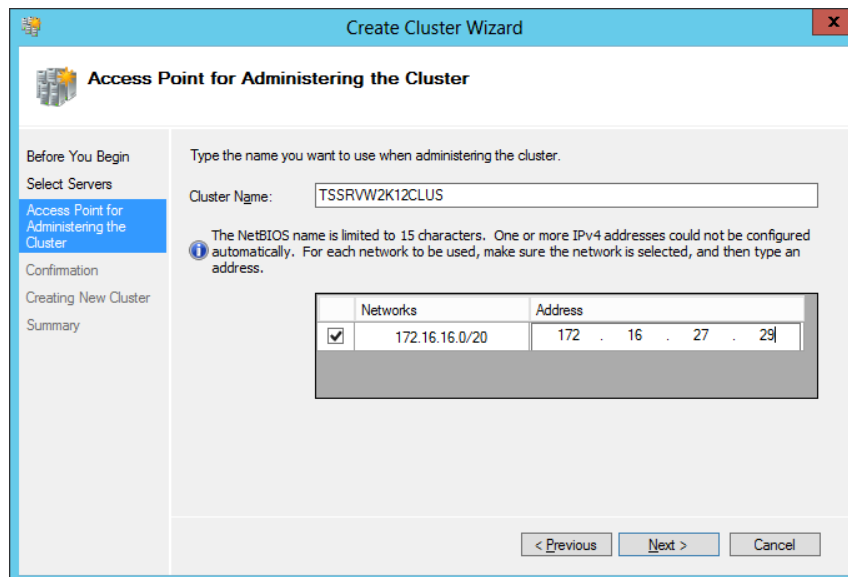 Create Cluster Wizard
x
Access Point for Administering the Cluster
Before You Begin
Select Servers
Access Point for
Administering the
Cluster
Confirmation
Creating New Cluster
Summary
Type the name you want to use when administering the cluster.
Cluster Name: TSSRVW2K12CLUS
The NetBIOS name is limited to 15 characters. One or more IPv4 addresses could not be configured
automatically. For each network to be used, make sure the network is selected, and then type an
address.
Networks Address
172.16.16.0/20 172 . 16 . 27 . 29
< Previous Next > Cancel